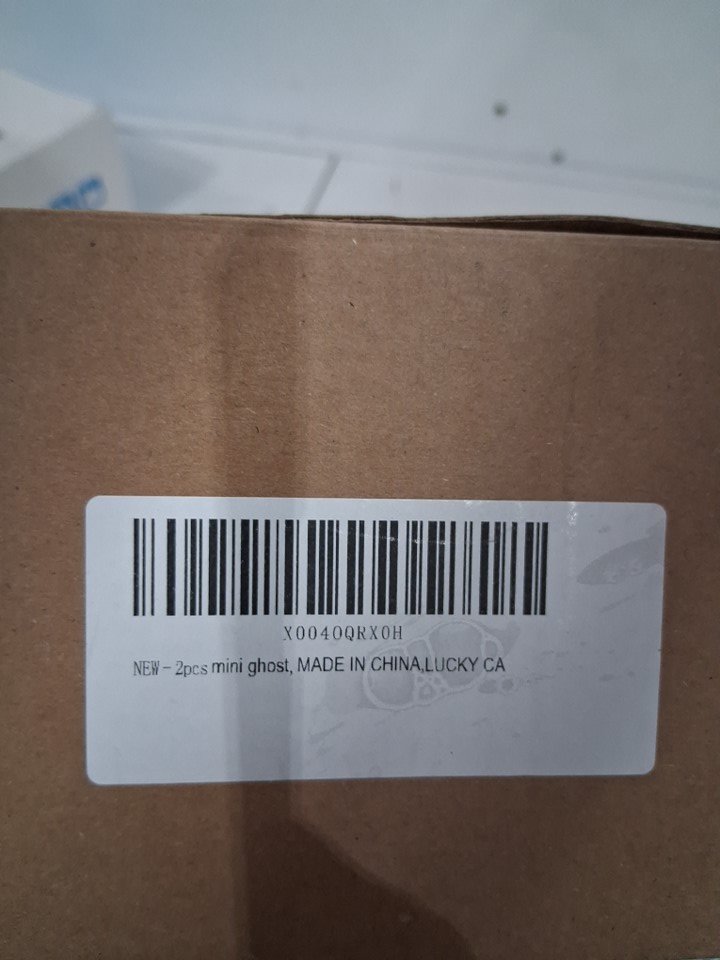 X0040QRX0H
NEW-2pcs mini ghost, MADE IN CHINA,LUCKY CA